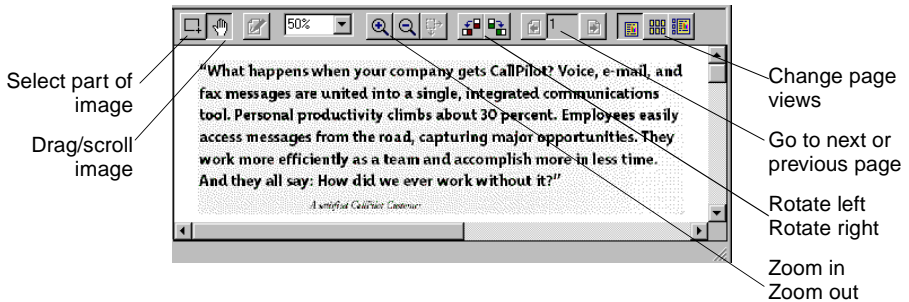 50%
1
Select part of
image
Drag/scroll
image
"What happens when your company gets CallPilot? Voice, e-mail, and
fax messages are united into a single, integrated communications
tool. Personal productivity climbs about 30 percent. Employees easily
access messages from the road, capturing major opportunities. They
work more efficiently as a team and accomplish more in less time.
And they all say: How did we ever work without it?"
A satisfied CallPilot Customer
Change page
views
Go to next or
previous page
Rotate left
Rotate right
Zoom in
Zoom out